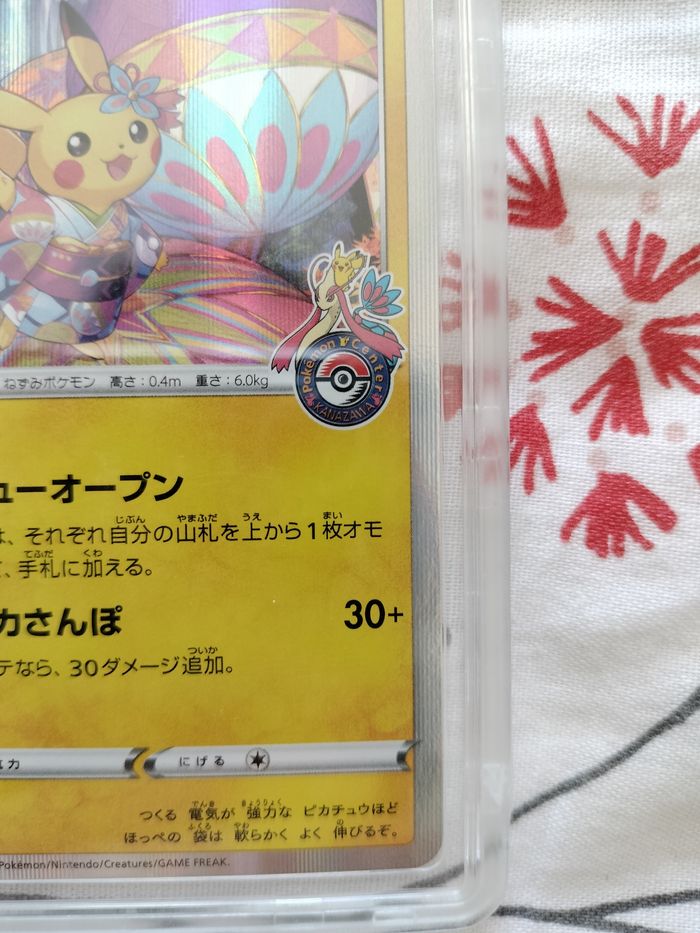 Pokémon Center
KANAZAWA
ねずみポケモン 高さ:0.4m 重さ:6.0kg
ューオープン
は、それぞれ自分の山札を上から1枚オモ
、手札に加える。
カさんぽ 30+
テなら、30ダメージ追加。
抗力 にげる
つくる 電気が 強力な ピカチュウほど
ほっぺの 袋は 軟らかく よく 伸びるぞ。
Pokémon/Nintendo/Creatures/GAME FREAK.